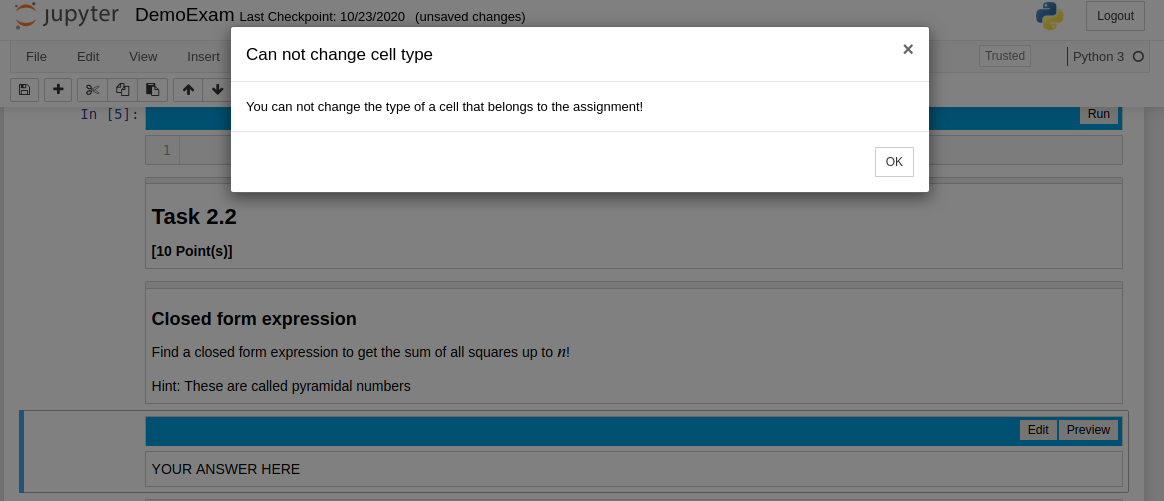 jupyter DemoExam Last Checkpoint: 10/23/2020 (unsaved changes) Logout
Can not change cell type ×
File Edit View Insert Trusted Python 3
You can not change the type of a cell that belongs to the assignment!
In [5]: Run
1
OK
Task 2.2
[10 Point(s)]
Closed form expression
Find a closed form expression to get the sum of all squares up to n!
Hint: These are called pyramidal numbers
Edit Preview
YOUR ANSWER HERE